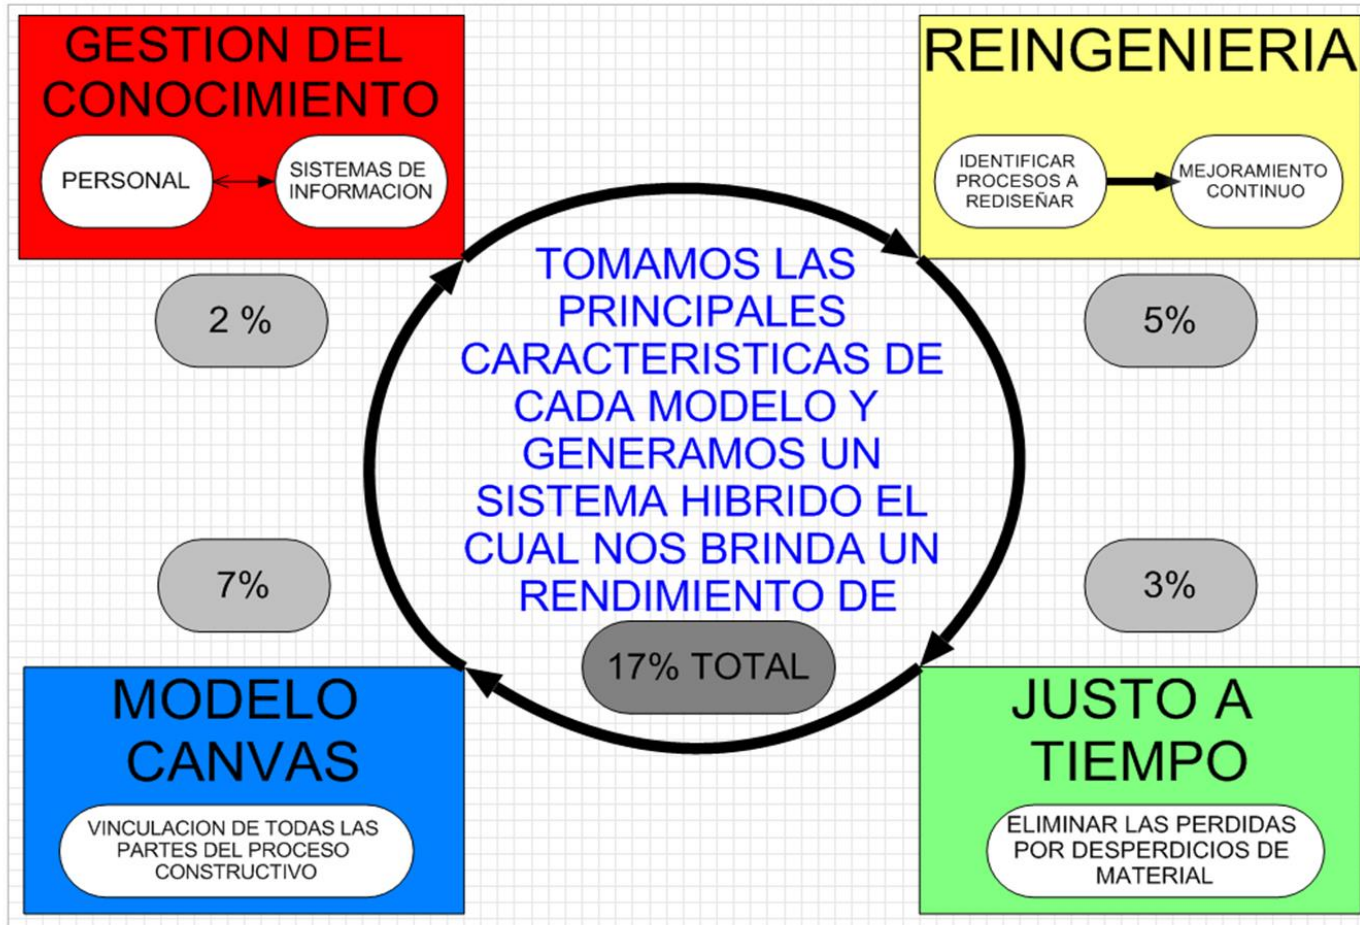 GESTION DEL
CONOCIMIENTO
PERSONAL
SISTEMAS DE
INFORMACION
2 %
REINGENIERIA
IDENTIFICAR
PROCESOS A
REDISEÑAR
MEJORAMIENTO
CONTINUO
5%
TOMAMOS LAS
PRINCIPALES
CARACTERISTICAS DE
CADA MODELO Y
GENERAMOS UN
SISTEMA HIBRIDO EL
CUAL NOS BRINDA UN
RENDIMIENTO DE
17% TOTAL
7%
MODELO
CANVAS
VINCULACION DE TODAS LAS
PARTES DEL PROCESO
CONSTRUCTIVO
3%
JUSTO A
TIEMPO
ELIMINAR LAS PERDIDAS
POR DESPERDICIOS DE
MATERIAL